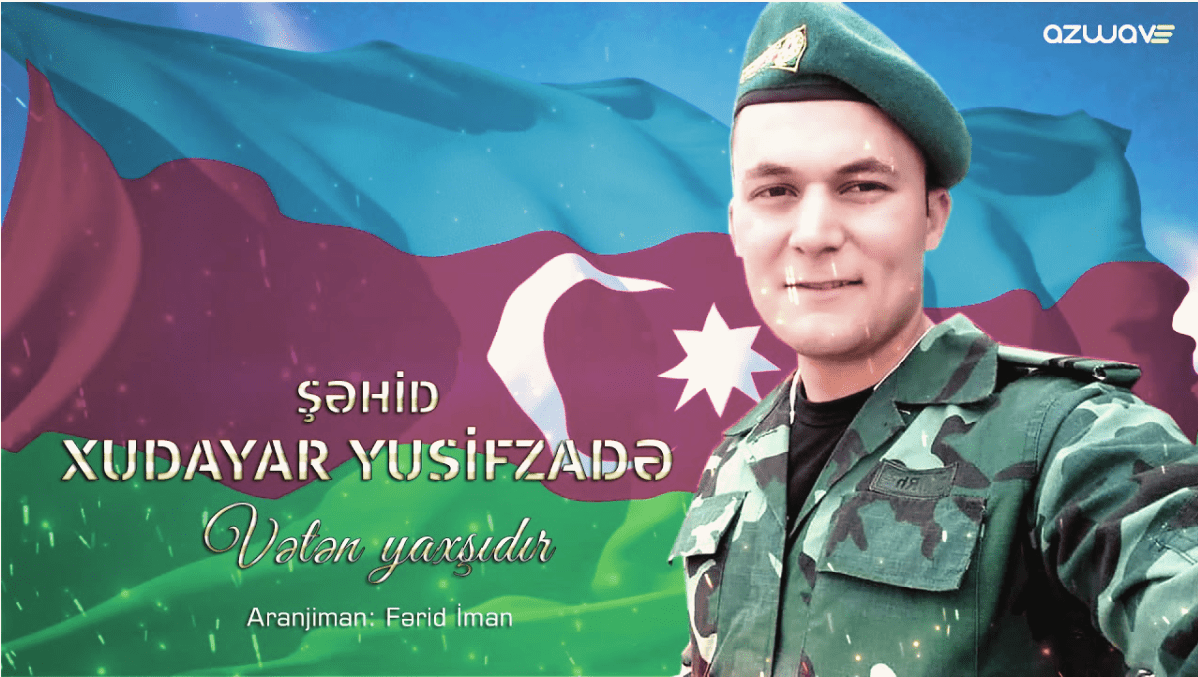 azwave
ŞƏHİD
XUDAYAR YUSİFZADƏ
Vətən yaxşıdır
Aranjiman: Fərid İman